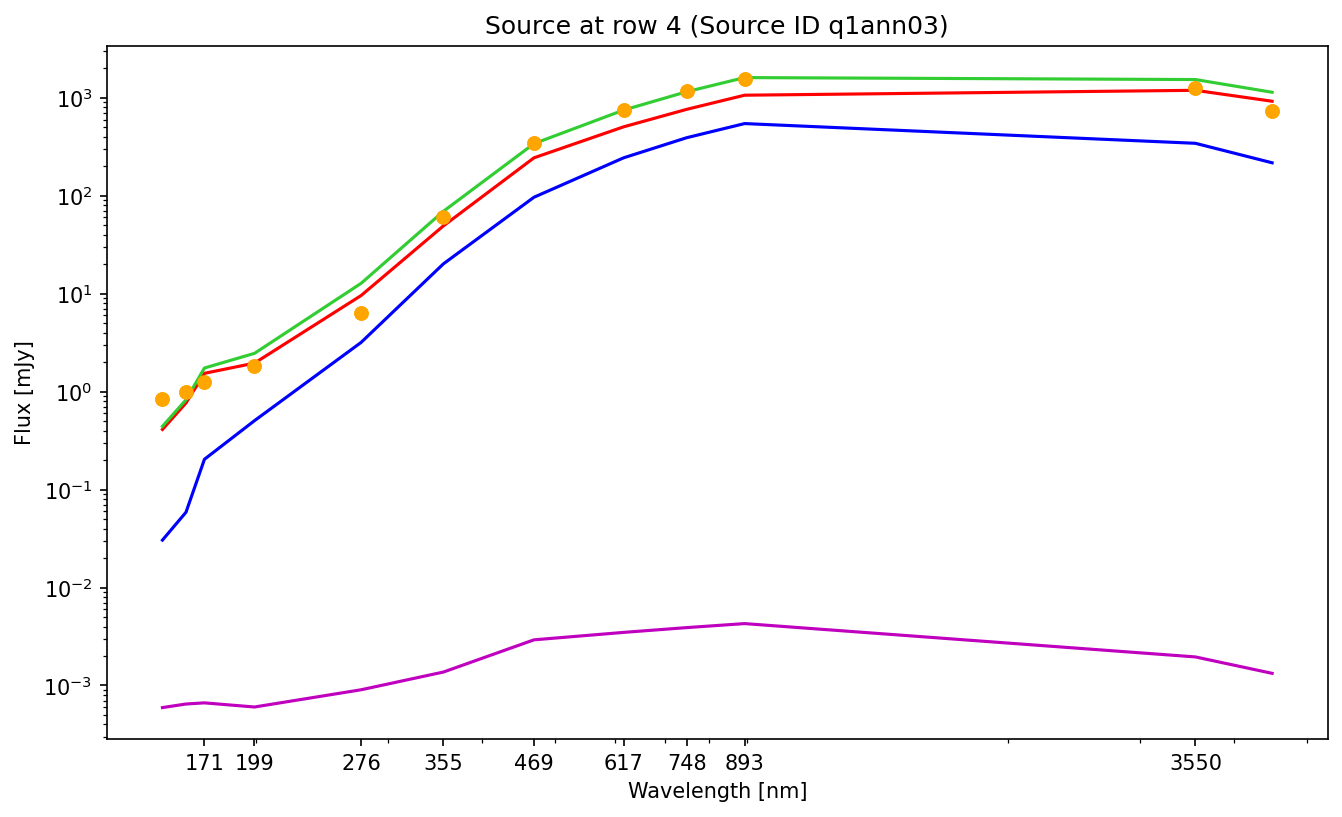 Source at row 4 (Source ID q1ann03)
Flux [mJy]
10³
10²
10¹
10⁰
10⁻¹
10⁻²
10⁻³
171 199 276 355 469 617 748 893 3550
Wavelength [nm]